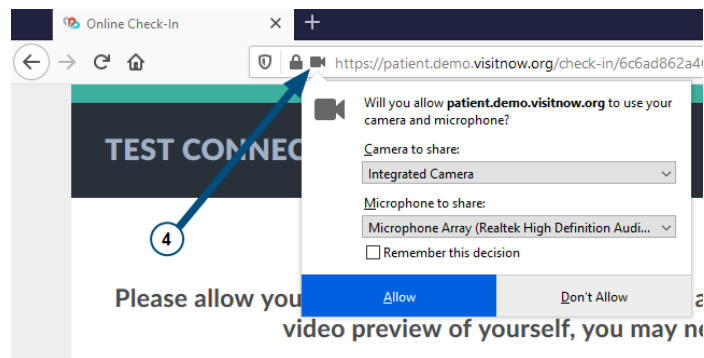 Online Check-In
https://patient.demo.visitnow.org/check-in/6c6ad862a4
TEST CONNEC
Will you allow patient.demo.visitnow.org to use your
camera and microphone?
Camera to share:
Integrated Camera
Microphone to share:
Microphone Array (Realtek High Definition Audi...
Remember this decision
Allow
Don't Allow
4
Please allow you
video preview of yourself, you may ne